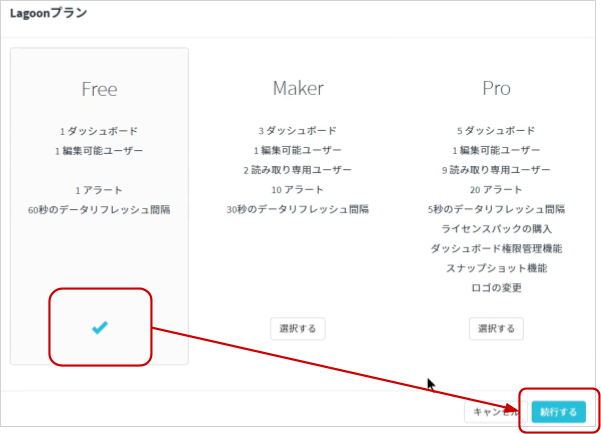 Lagoonプラン
Free
1 ダッシュボード
1 編集可能ユーザー
1 アラート
60秒のデータリフレッシュ間隔
Maker
3 ダッシュボード
1 編集可能ユーザー
2 読み取り専用ユーザー
10 アラート
30秒のデータリフレッシュ間隔
選択する
Pro
5 ダッシュボード
1 編集可能ユーザー
9 読み取り専用ユーザー
20 アラート
5秒のデータリフレッシュ間隔
ライセンスパックの購入
ダッシュボード権限管理機能
スナップショット機能
ロゴの変更
選択する
キャンセル
続行する